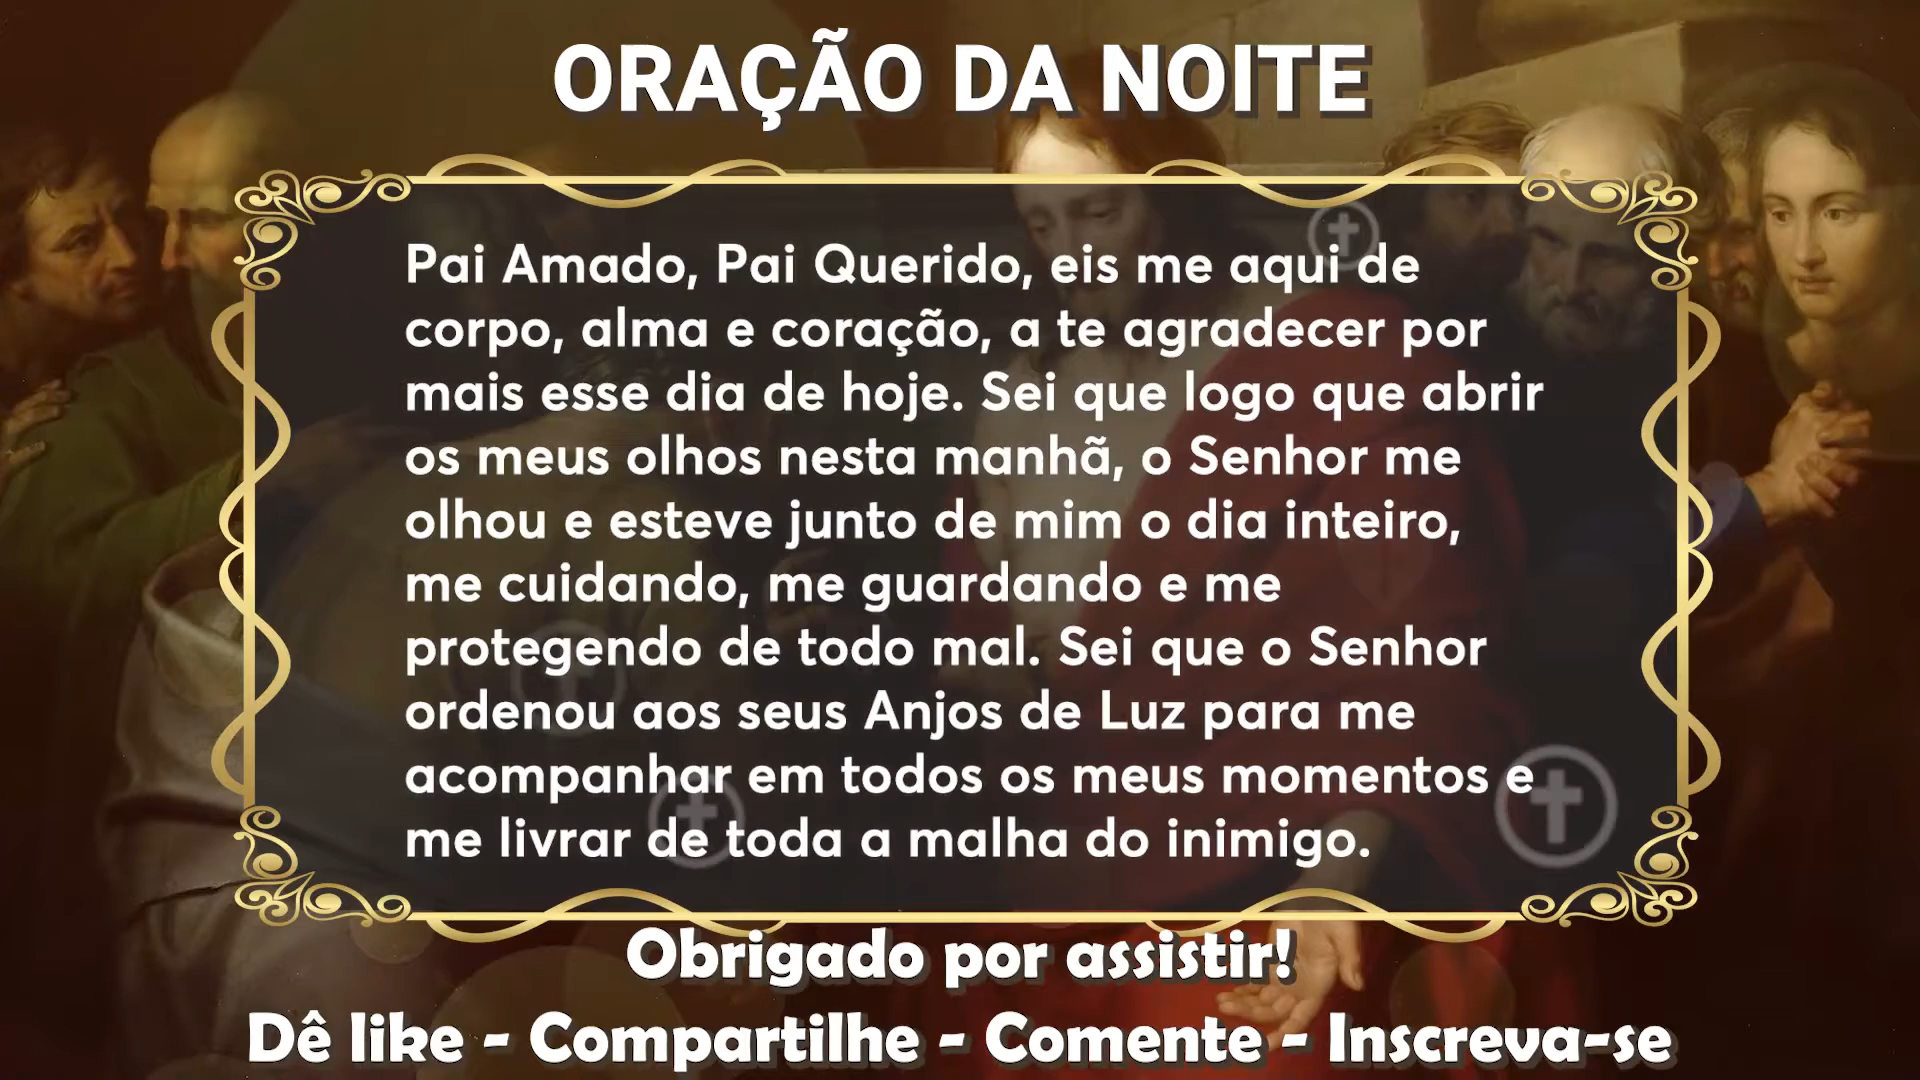 ORAÇÃO DA NOITE
Pai Amado, Pai Querido, eis me aqui de
corpo, alma e coração, a te agradecer por
mais esse dia de hoje. Sei que logo que abrir
os meus olhos nesta manhã, o Senhor me
olhou e esteve junto de mim o dia inteiro,
me cuidando, me guardando e me
protegendo de todo mal. Sei que o Senhor
ordenou aos seus Anjos de Luz para me
acompanhar em todos os meus momentos e
me livrar de toda a malha do inimigo.
Obrigado por assistir!
Dê like - Compartilhe - Comente - Inscreva-se